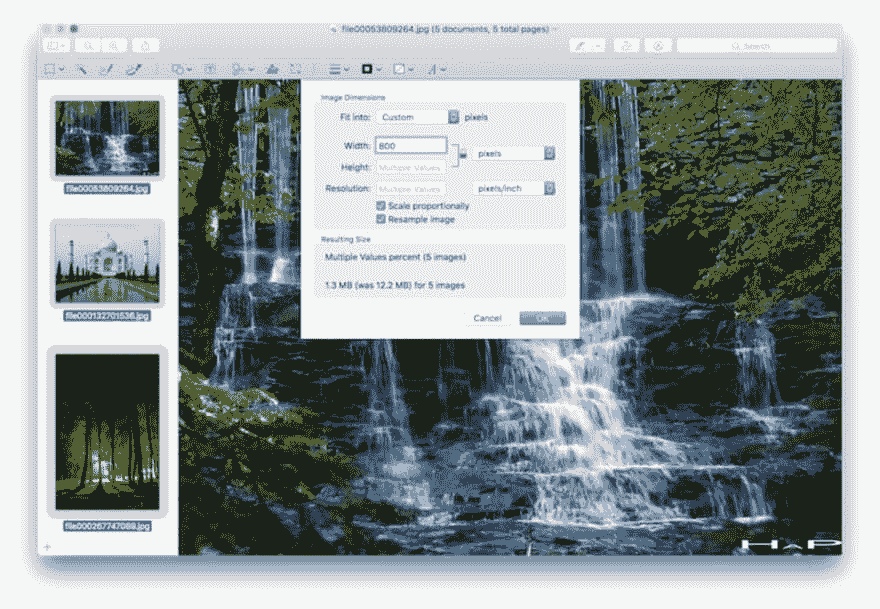 file00053809264.jpg (5 documents, 5 total pages)
Search
file00053809264.jpg
file000132701536.jpg
file000267747089.jpg
Image Dimensions
Fit into: Custom pixels
Width: 800 pixels
Height: Multiple Values
Resolution: Multiple Values pixels/inch
Scale proportionally
Resample image
Resulting Size
Multiple Values percent (5 images)
1.3 MB (was 12.2 MB) for 5 images
Cancel OK